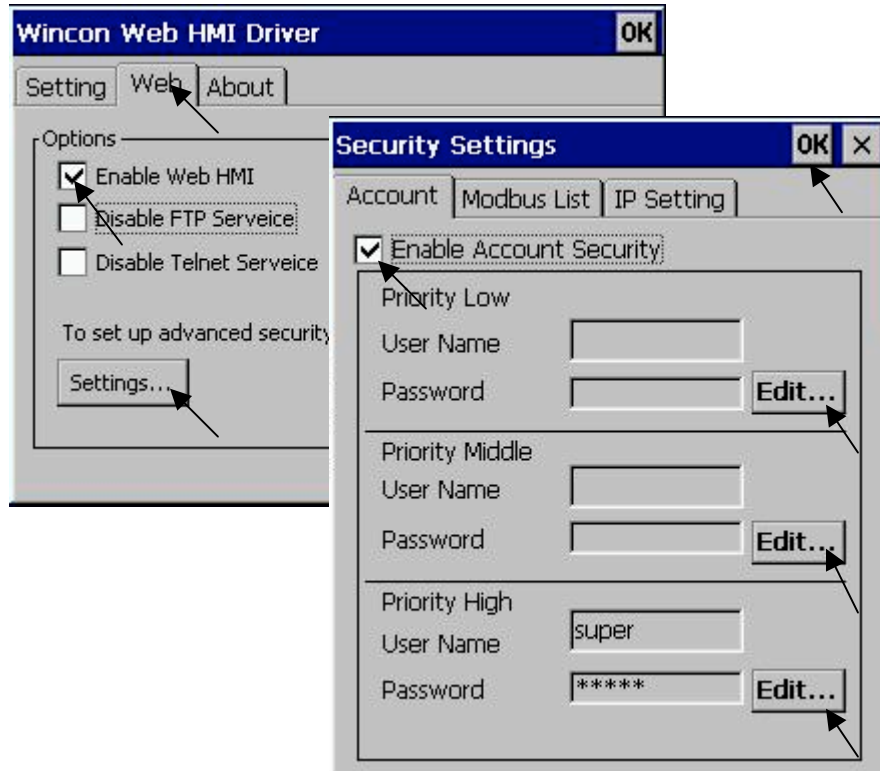 Wincon Web HMI Driver OK
Setting Web About
Options
Enable Web HMI
Disable FTP Serveice
Disable Telnet Serveice
To set up advanced security
Settings...
Security Settings OK ×
Account Modbus List IP Setting
Enable Account Security
Priority Low
User Name
Password Edit...
Priority Middle
User Name
Password Edit...
Priority High
User Name super
Password ***** Edit...